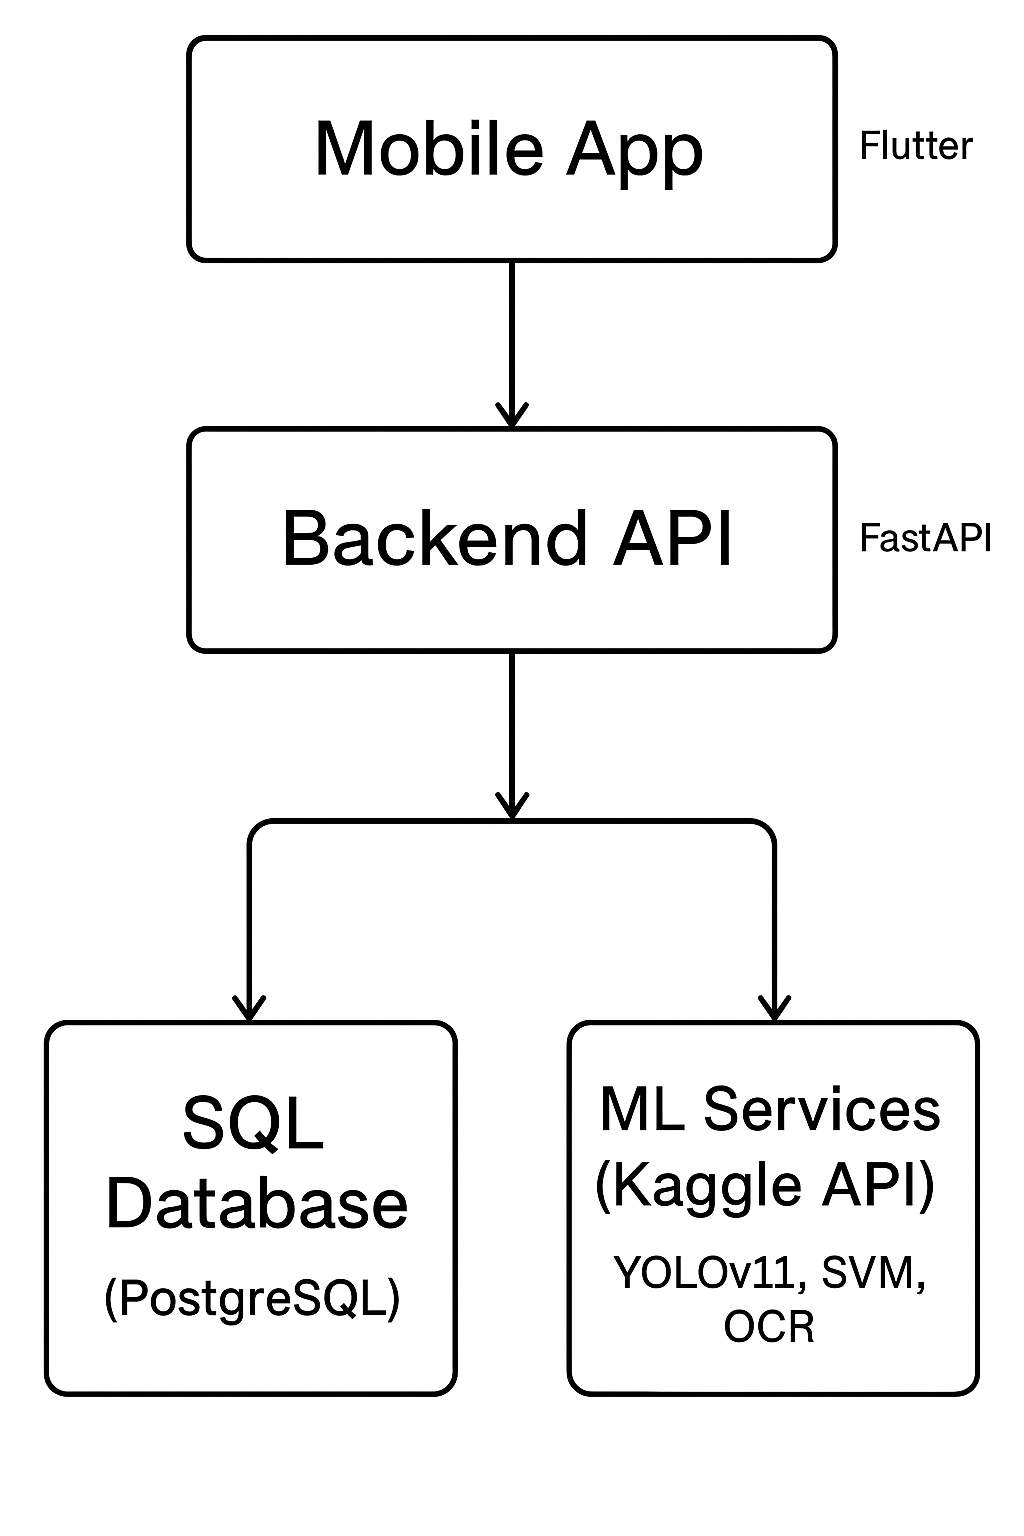 Mobile App
Flutter
Backend API
FastAPI
SQL
Database
(PostgreSQL)
ML Services
(Kaggle API)
YOLOv11, SVM,
OCR